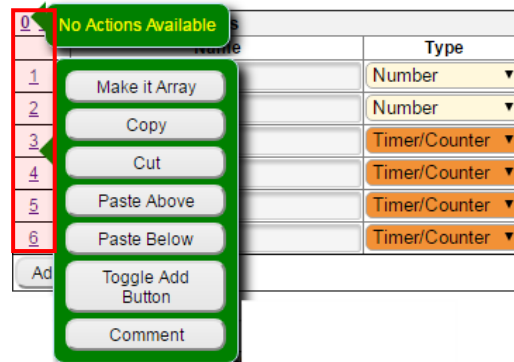 0 No Actions Available s
Name Type
1 Number
2 Number
3 Timer/Counter
4 Timer/Counter
5 Timer/Counter
6 Timer/Counter
Make it Array
Copy
Cut
Paste Above
Paste Below
Toggle Add
Button
Comment
Ad